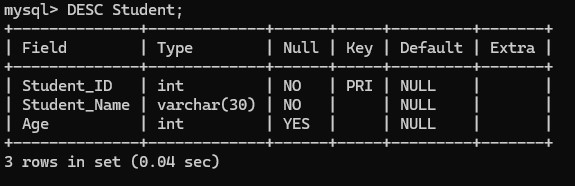 mysql> DESC Student;
+--------------+-------------+------+-----+---------+-------+
| Field        | Type        | Null | Key | Default | Extra |
+--------------+-------------+------+-----+---------+-------+
| Student_ID   | int         | NO   | PRI | NULL    |       |
| Student_Name | varchar(30) | NO   |     | NULL    |       |
| Age          | int         | YES  |     | NULL    |       |
+--------------+-------------+------+-----+---------+-------+
3 rows in set (0.04 sec)